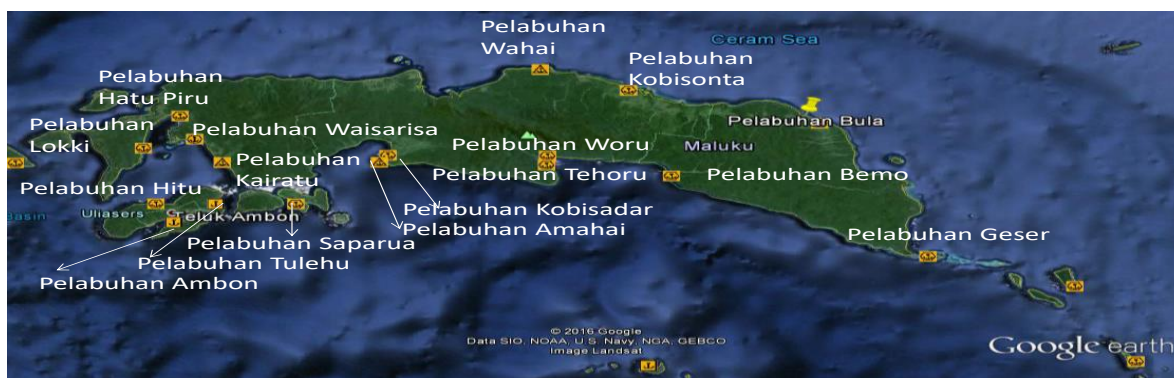 Pelabuhan
Wahai
Ceram Sea
Pelabuhan
Kobisonta
Pelabuhan
Hatu Piru
Pelabuhan
Lokki
Pelabuhan Waisarisa
Pelabuhan Bula
Pelabuhan Woru
Maluku
Pelabuhan
Kairatu
Pelabuhan Tehoru
Pelabuhan Bemo
Pelabuhan Hitu
Basin
Uliasers
Teluk Ambon
Pelabuhan Kobisadar
Pelabuhan Amahai
Pelabuhan Saparua
Pelabuhan Geser
Pelabuhan Tulehu
Pelabuhan Ambon
© 2016 Google
Data SIO, NOAA, U.S. Navy, NGA, GEBCO
Image Landsat
Google earth